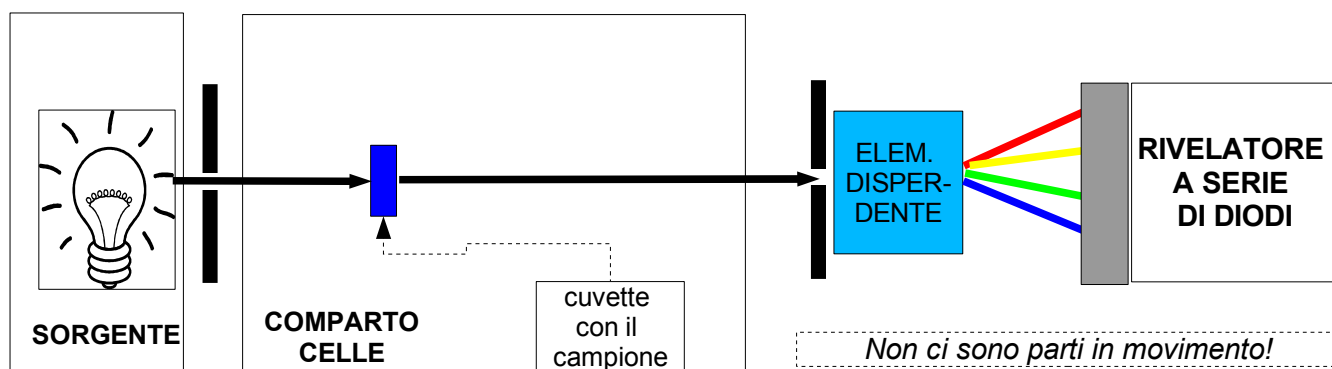 SORGENTE
COMPARTO
CELLE
cuvette
con il
campione
ELEM.
DISPER-
DENTE
RIVELATORE
A SERIE
DI DIODI
Non ci sono parti in movimento!